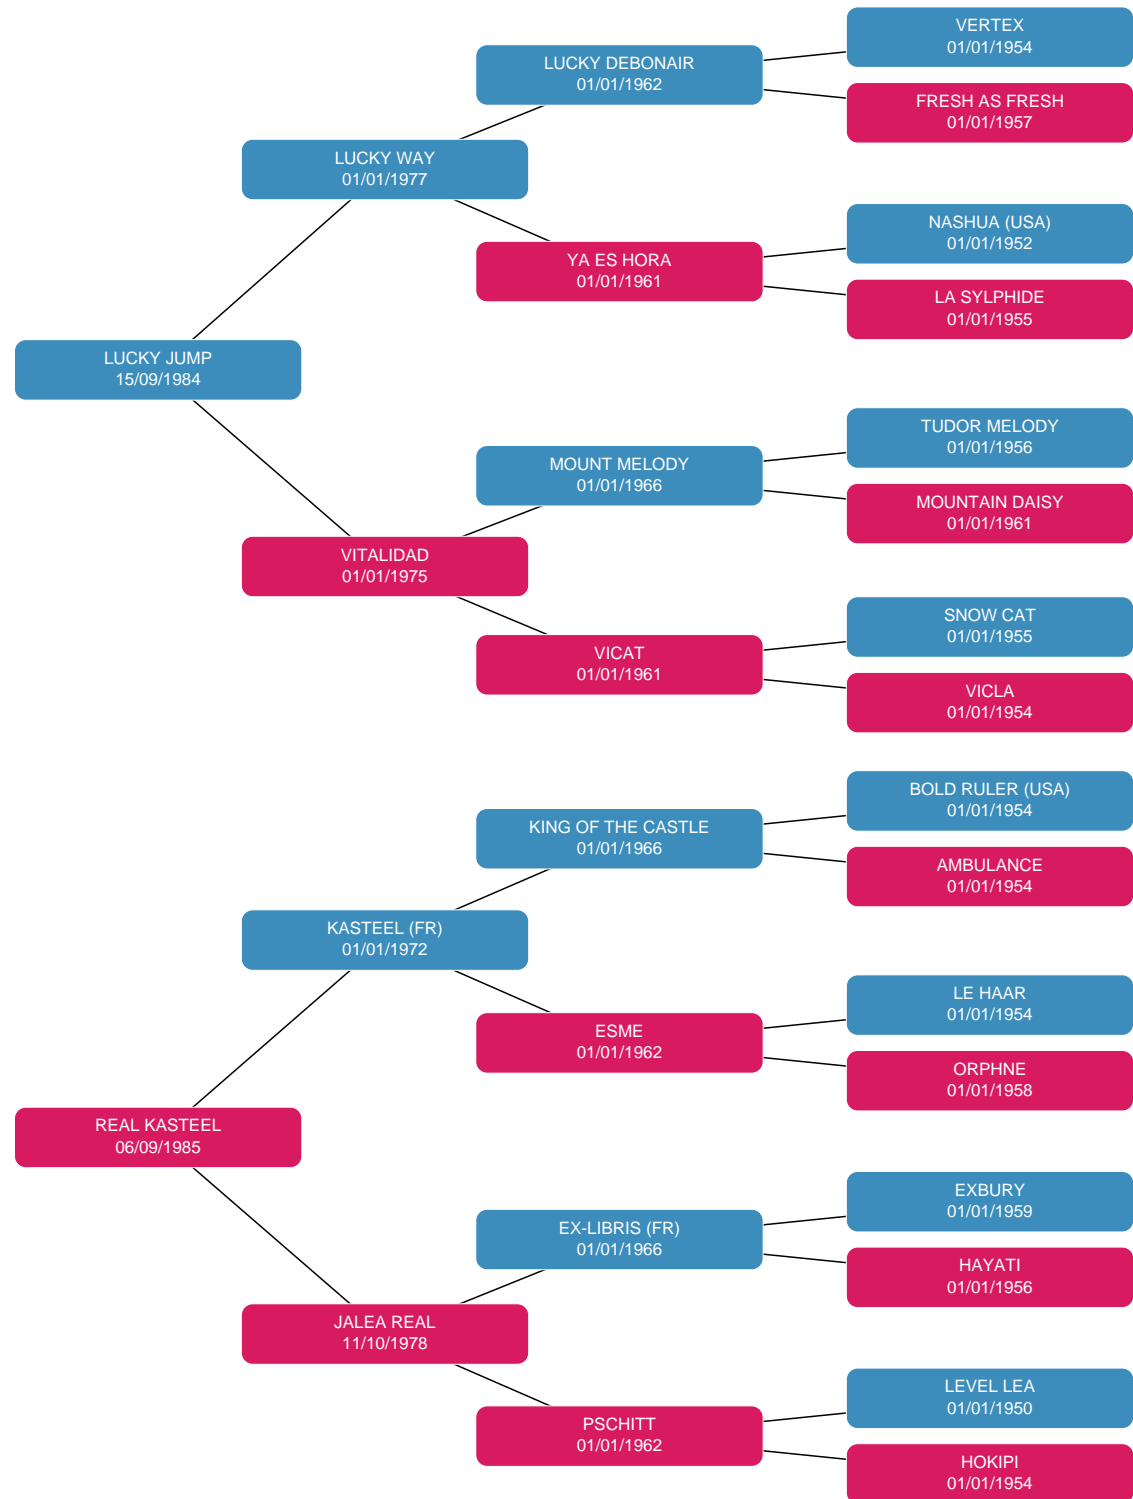 VERTEX
01/01/1954
LUCKY DEBONAIR
01/01/1962
FRESH AS FRESH
01/01/1957
LUCKY WAY
01/01/1977
NASHUA (USA)
01/01/1952
YA ES HORA
01/01/1961
LA SYLPHIDE
01/01/1955
LUCKY JUMP
15/09/1984
TUDOR MELODY
01/01/1956
MOUNT MELODY
01/01/1966
MOUNTAIN DAISY
01/01/1961
VITALIDAD
01/01/1975
SNOW CAT
01/01/1955
VICAT
01/01/1961
VICLA
01/01/1954
BOLD RULER (USA)
01/01/1954
KING OF THE CASTLE
01/01/1966
AMBULANCE
01/01/1954
KASTEEL (FR)
01/01/1972
LE HAAR
01/01/1954
ESME
01/01/1962
ORPHNE
01/01/1958
REAL KASTEEL
06/09/1985
EXBURY
01/01/1959
EX-LIBRIS (FR)
01/01/1966
HAYATI
01/01/1956
JALEA REAL
11/10/1978
LEVEL LEA
01/01/1950
PSCHITT
01/01/1962
HOKIPI
01/01/1954